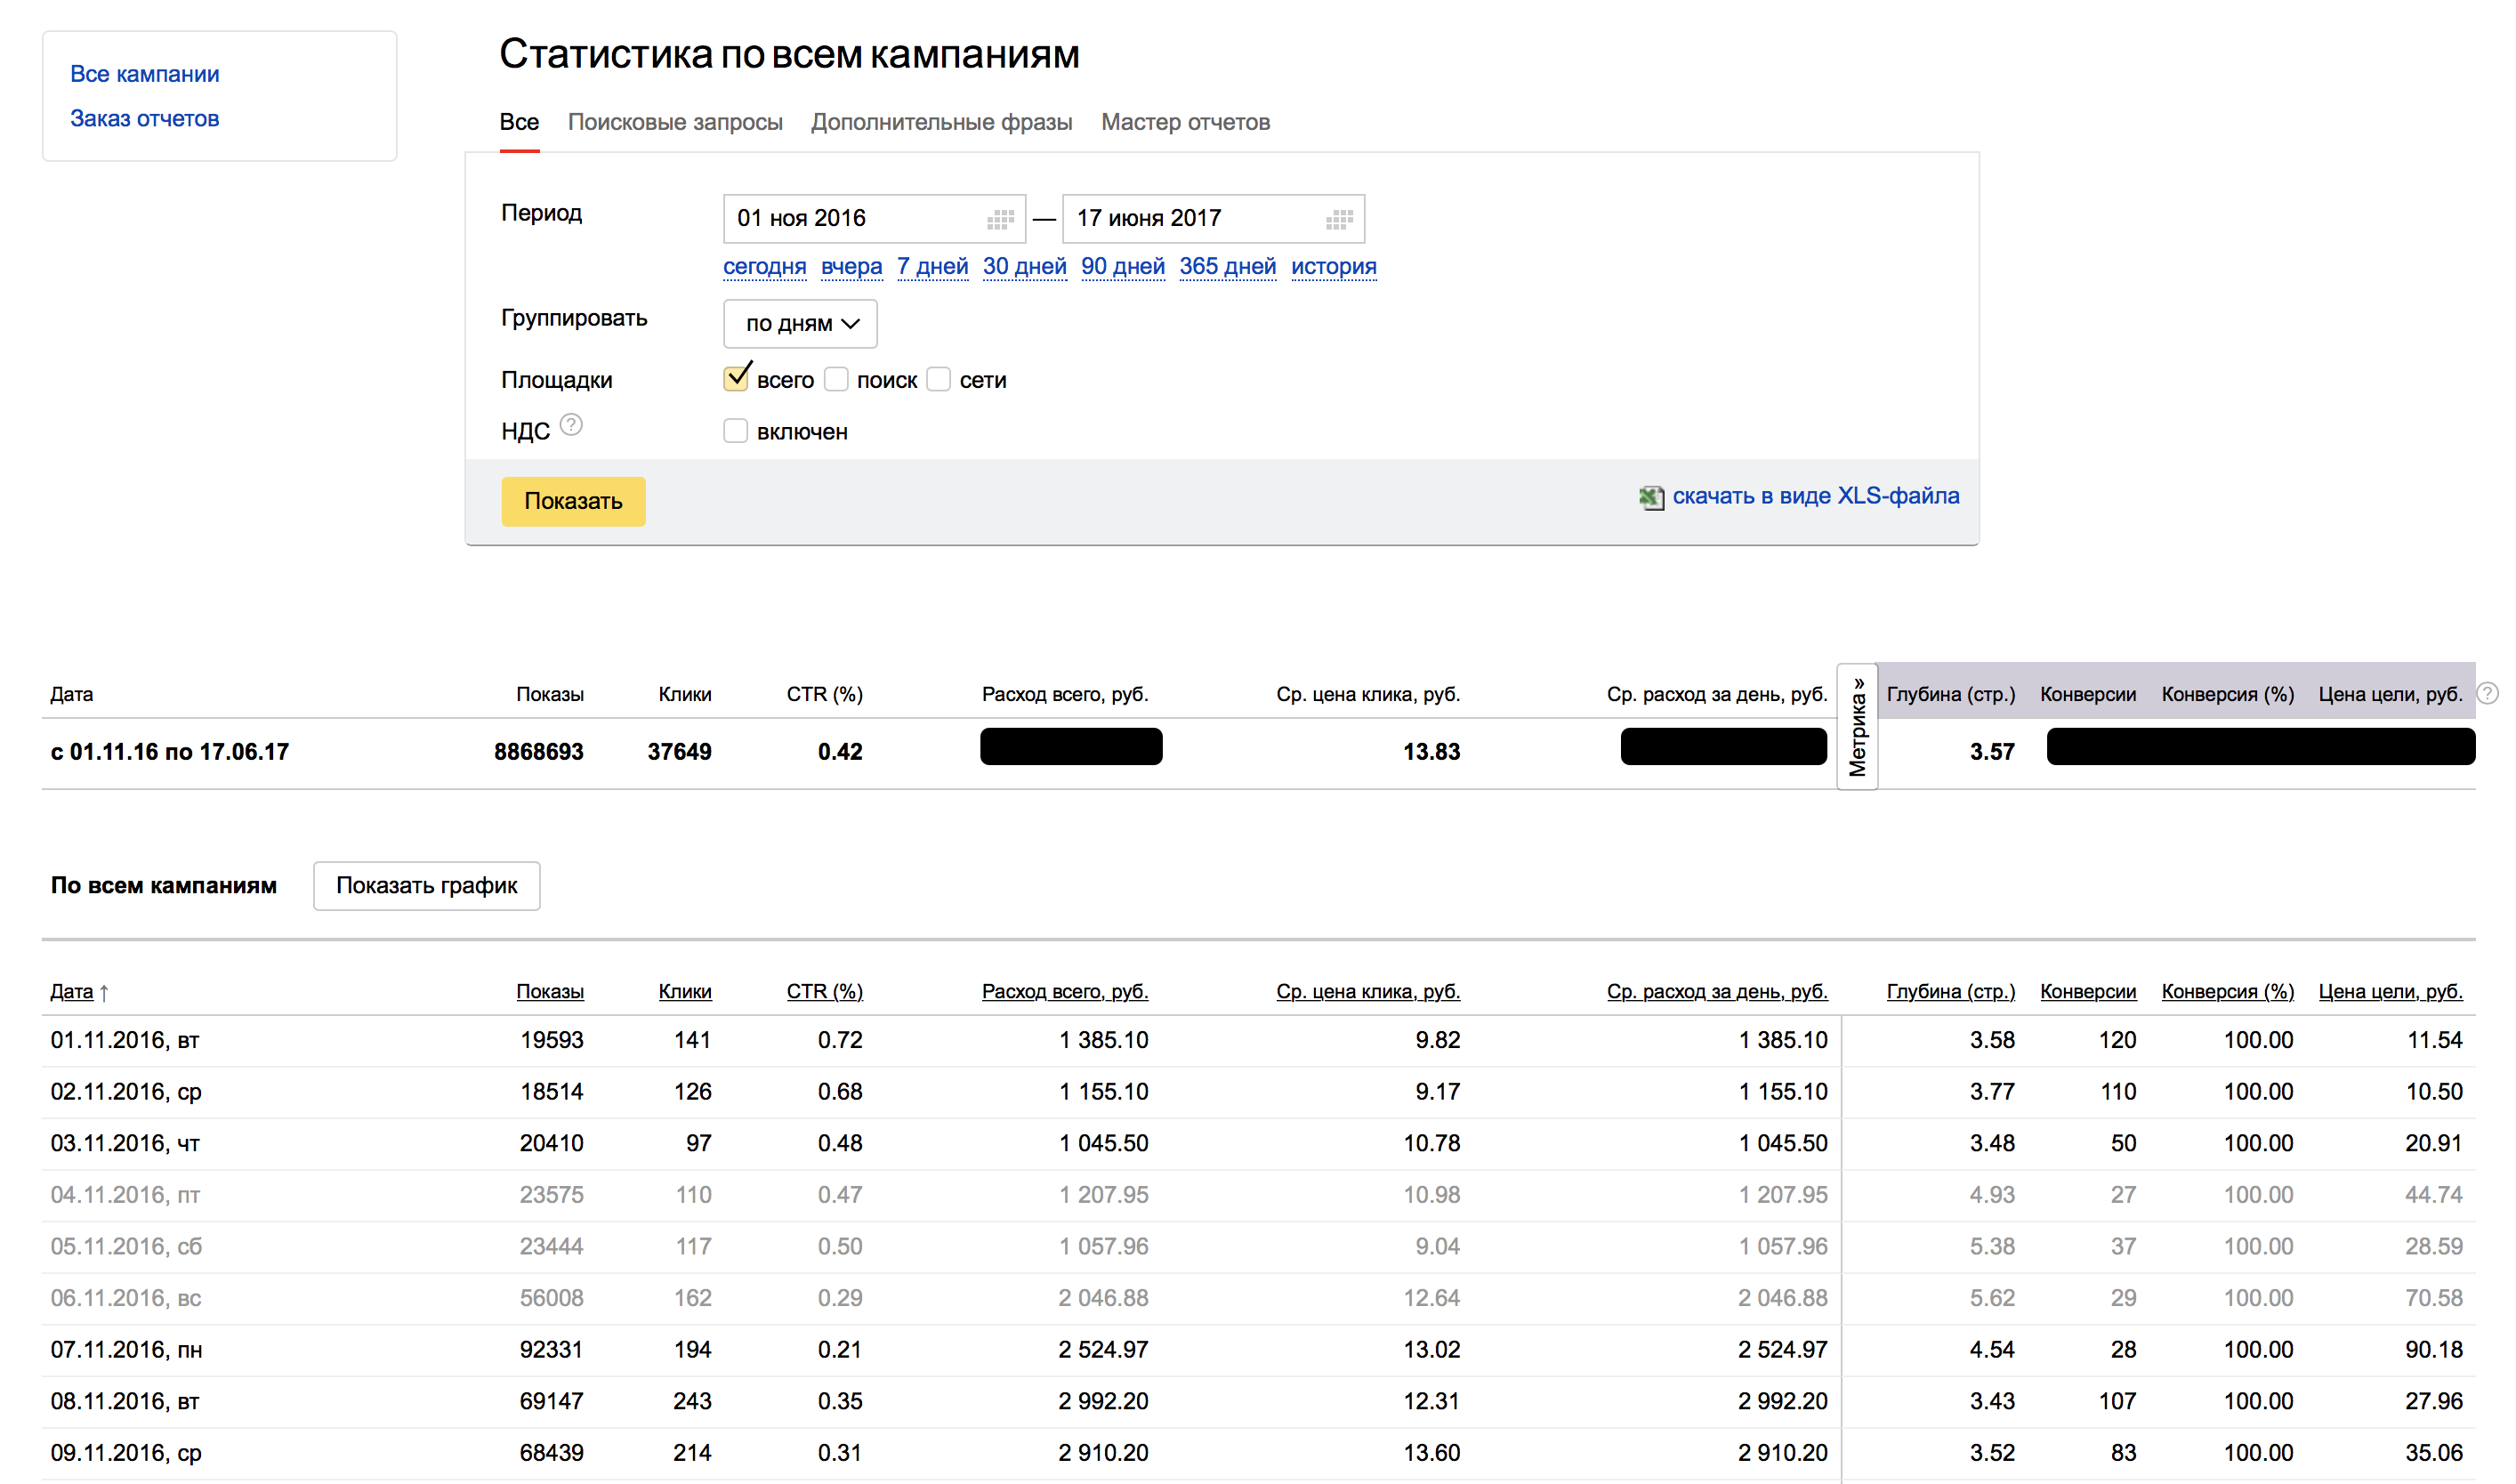 Все кампании
Заказ отчетов
Статистика по всем кампаниям
Все Поисковые запросы Дополнительные фразы Мастер отчетов
Период 01 ноя 2016 — 17 июня 2017
сегодня вчера 7 дней 30 дней 90 дней 365 дней история
Группировать по дням
Площадки всего поиск сети
НДС ? включен
Показать скачать в виде XLS-файла
Дата Показы Клики CTR (%) Расход всего, руб. Ср. цена клика, руб. Ср. расход за день, руб. Метрика » Глубина (стр.) Конверсии Конверсия (%) Цена цели, руб. ?
с 01.11.16 по 17.06.17 8868693 37649 0.42 13.83 3.57
По всем кампаниям Показать график
Дата ↑ Показы Клики CTR (%) Расход всего, руб. Ср. цена клика, руб. Ср. расход за день, руб. Глубина (стр.) Конверсии Конверсия (%) Цена цели, руб.
01.11.2016, вт 19593 141 0.72 1 385.10 9.82 1 385.10 3.58 120 100.00 11.54
02.11.2016, ср 18514 126 0.68 1 155.10 9.17 1 155.10 3.77 110 100.00 10.50
03.11.2016, чт 20410 97 0.48 1 045.50 10.78 1 045.50 3.48 50 100.00 20.91
04.11.2016, пт 23575 110 0.47 1 207.95 10.98 1 207.95 4.93 27 100.00 44.74
05.11.2016, сб 23444 117 0.50 1 057.96 9.04 1 057.96 5.38 37 100.00 28.59
06.11.2016, вс 56008 162 0.29 2 046.88 12.64 2 046.88 5.62 29 100.00 70.58
07.11.2016, пн 92331 194 0.21 2 524.97 13.02 2 524.97 4.54 28 100.00 90.18
08.11.2016, вт 69147 243 0.35 2 992.20 12.31 2 992.20 3.43 107 100.00 27.96
09.11.2016, ср 68439 214 0.31 2 910.20 13.60 2 910.20 3.52 83 100.00 35.06